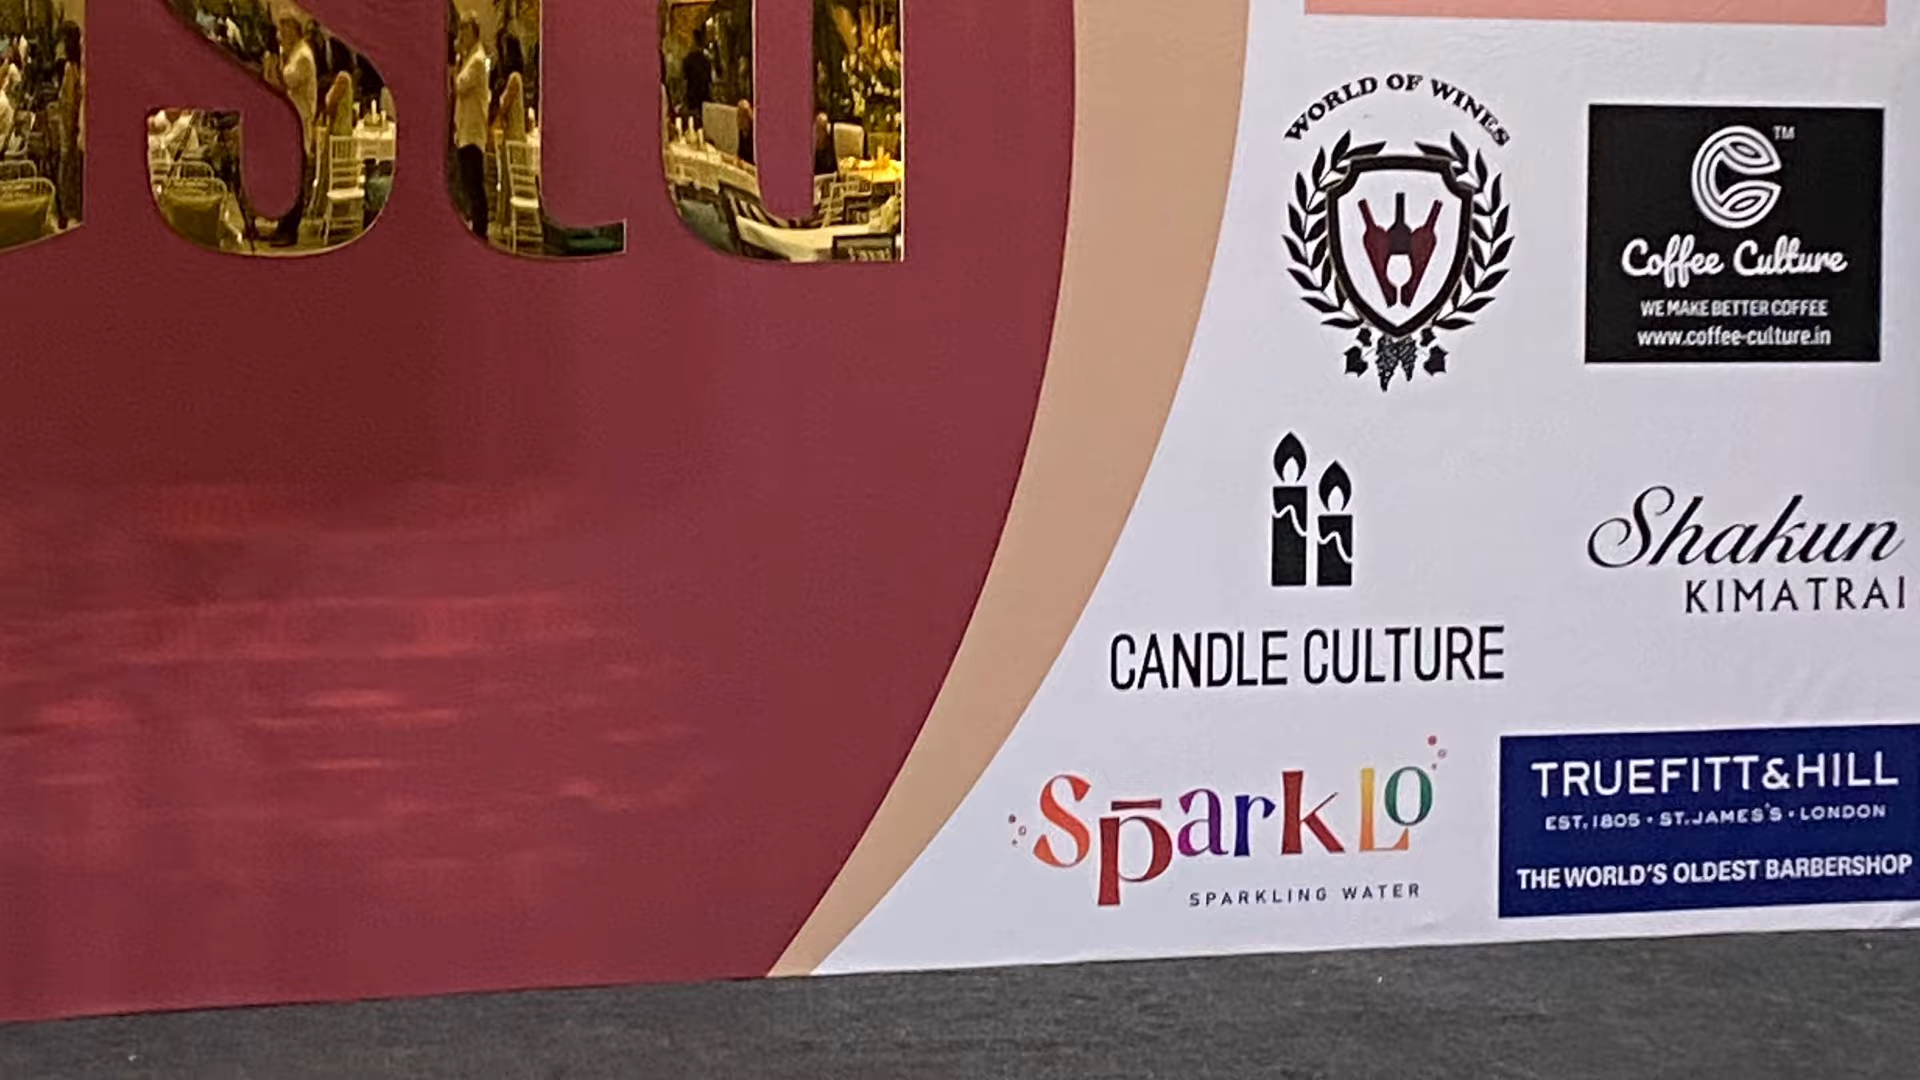 WORLD OF WINES
C TM
Coffee Culture
WE MAKE BETTER COFFEE
www.coffee-culture.in
CANDLE CULTURE
Shakun
KIMATRAI
SparkLo
SPARKLING WATER
TRUEFITT&HILL
EST. 1805 • ST. JAMES'S • LONDON
THE WORLD'S OLDEST BARBERSHOP